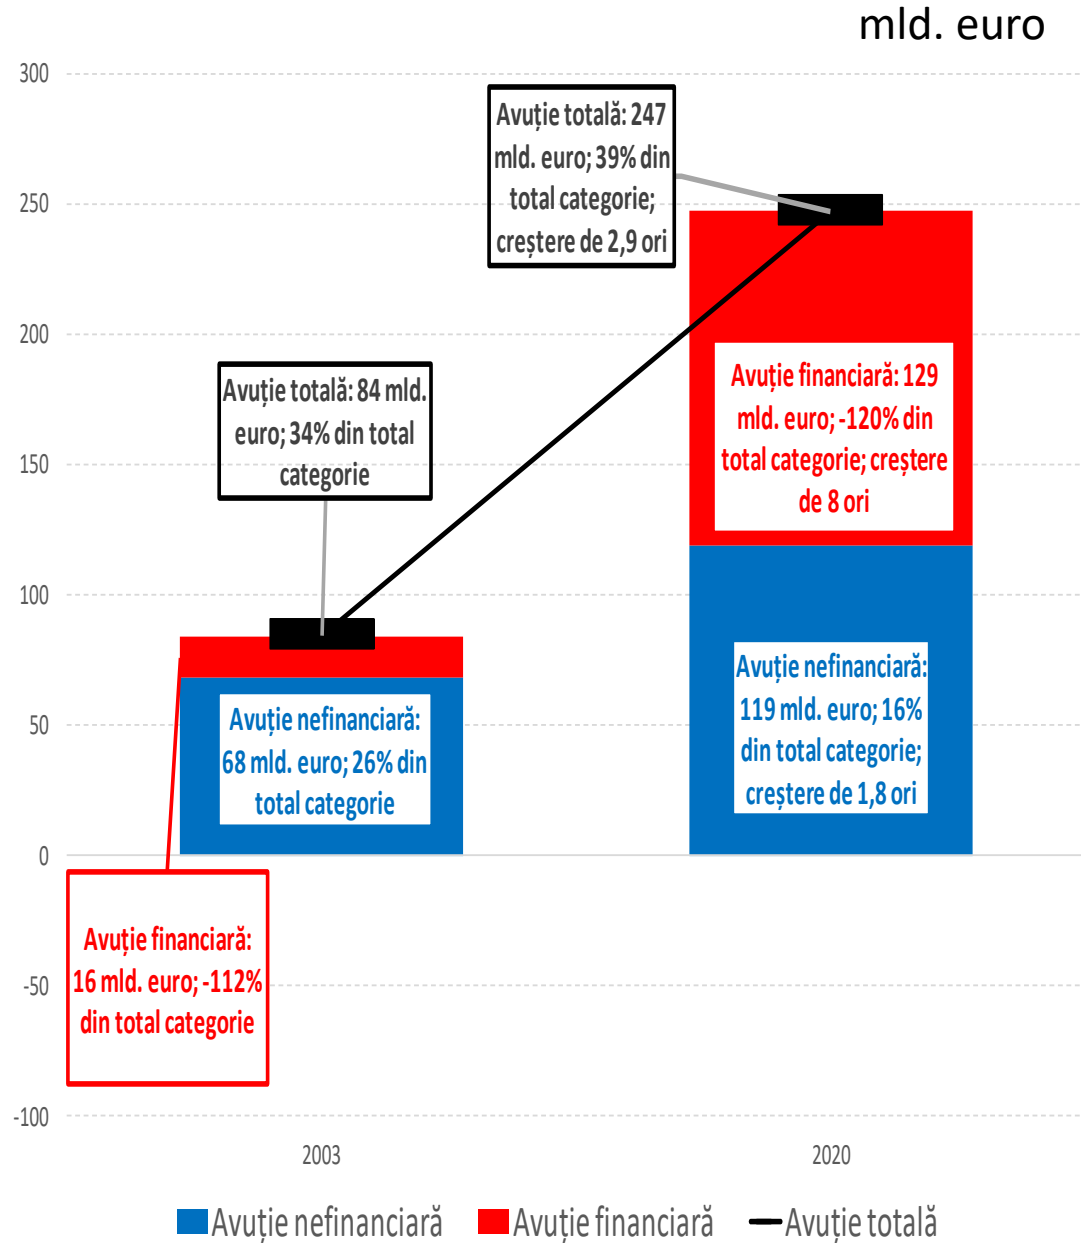 mld. euro
300
250
200
150
100
50
0
-50
-100
Avuție totală: 247
mld. euro; 39% din
total categorie;
creștere de 2,9 ori
Avuție totală: 84 mld.
euro; 34% din total
categorie
Avuție financiară: 129
mld. euro; -120% din
total categorie; creștere
de 8 ori
Avuție nefinanciară:
68 mld. euro; 26% din
total categorie
Avuție nefinanciară:
119 mld. euro; 16%
din total categorie;
creștere de 1,8 ori
Avuție financiară:
16 mld. euro; -112%
din total categorie
2003
2020
Avuție nefinanciară
Avuție financiară
Avuție totală